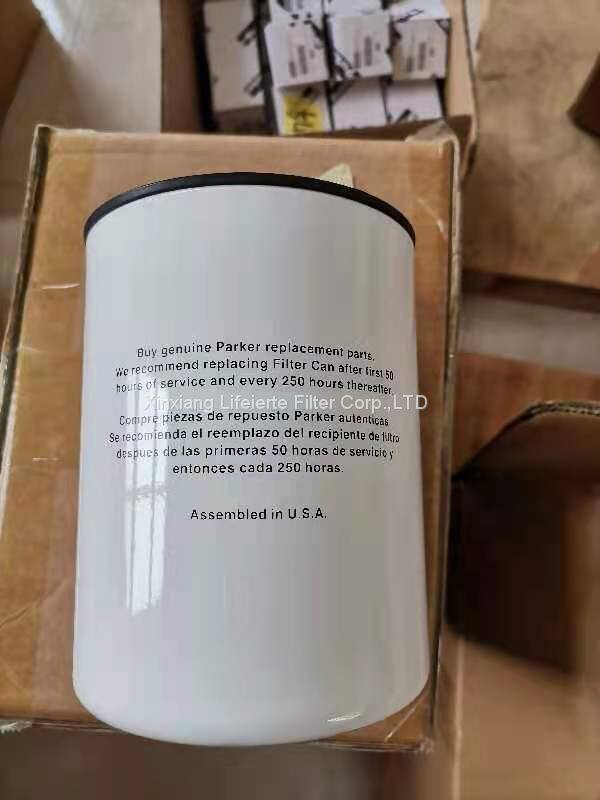 Buy genuine Parker replacement parts.
We recommend replacing Filter Can after first 50
hours of service and every 250 hours thereafter
Xinxiang Lifeierte Filter Corp.,LTD
Compre piezas de repuesto Parker autenticas
Se recomienda el reemplazo del recipiente de filtro
despues de las primeras 50 horas de servicio y
entonces cada 250 horas.
Assembled in U.S.A.